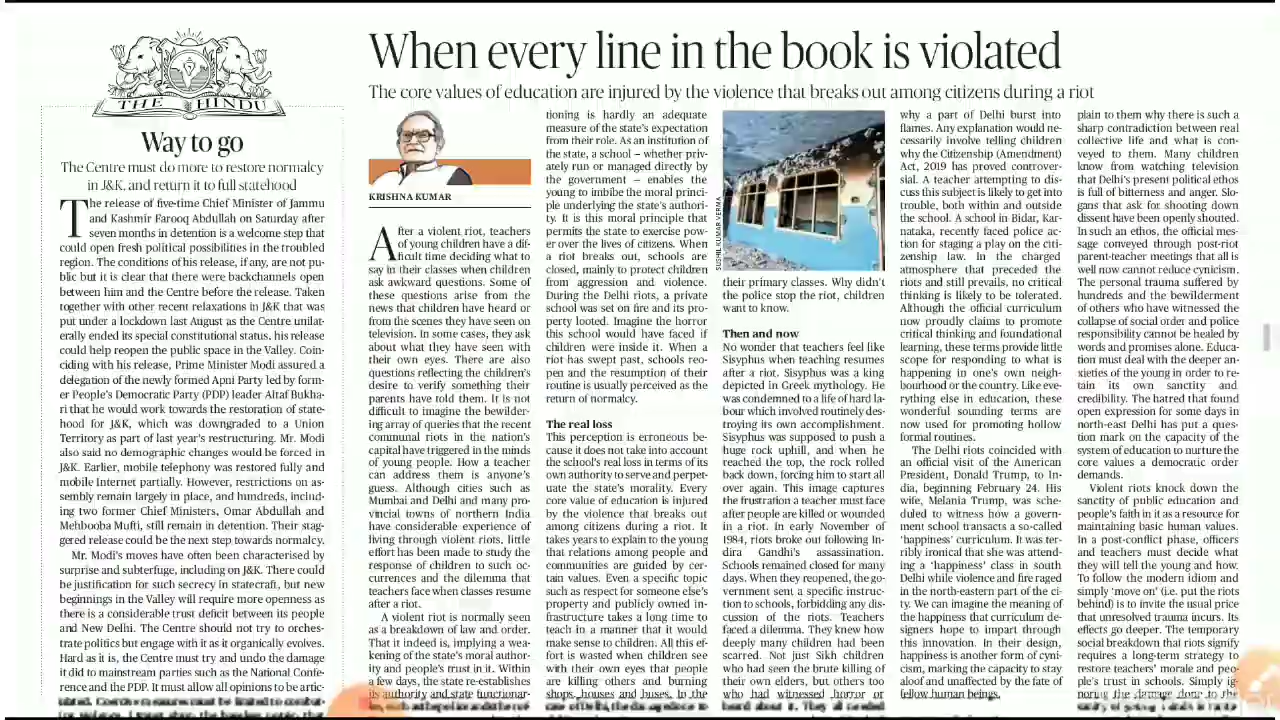 THE HINDU
Way to go
The Centre must do more to restore normalcy
in J&K, and return it to full statehood
The release of five-time Chief Minister of Jammu
and Kashmir Farooq Abdullah on Saturday after
seven months in detention is a welcome step that
could open fresh political possibilities in the troubled
region. The conditions of his release, if any, are not pu-
blic but it is clear that there were backchannels open
between him and the Centre before the release. Taken
together with other recent relaxations in J&K that was
put under a lockdown last August as the Centre unilat-
erally ended its special constitutional status, his release
could help reopen the public space in the Valley. Coin-
ciding with his release, Prime Minister Modi assured a
delegation of the newly formed Apni Party led by form-
er People's Democratic Party (PDP) leader Altaf Bukha-
ri that he would work towards the restoration of state-
hood for J&K, which was downgraded to a Union
Territory as part of last year's restructuring. Mr. Modi
also said no demographic changes would be forced in
J&K. Earlier, mobile telephony was restored fully and
mobile Internet partially. However, restrictions on as-
sembly remain largely in place, and hundreds, includ-
ing two former Chief Ministers, Omar Abdullah and
Mehbooba Mufti, still remain in detention. Their stag-
gered release could be the next step towards normalcy.
Mr. Modi's moves have often been characterised by
surprise and subterfuge, including on J&K. There could
be justification for such secrecy in statecraft, but new
beginnings in the Valley will require more openness as
there is a considerable trust deficit between its people
and New Delhi. The Centre should not try to orches-
trate politics but engage with it as it organically evolves.
Hard as it is, the Centre must try and undo the damage
it did to mainstream parties such as the National Confe-
rence and the PDP. It must allow all opinions to be artic-
When every line in the book is violated
The core values of education are injured by the violence that breaks out among citizens during a riot
KRISHNA KUMAR
After a violent riot, teachers
of young children have a dif-
ficult time deciding what to
say in their classes when children
ask awkward questions. Some of
these questions arise from the
news that children have heard or
from the scenes they have seen on
television. In some cases, they ask
about what they have seen with
their own eyes. There are also
questions reflecting the children's
desire to verify something their
parents have told them. It is not
difficult to imagine the bewilder-
ing array of queries that the recent
communal riots in the nation's
capital have triggered in the minds
of young people. How a teacher
can address them is anyone's
guess. Although cities such as
Mumbai and Delhi and many pro-
vincial towns of northern India
have considerable experience of
living through violent riots, little
effort has been made to study the
response of children to such oc-
currences and the dilemma that
teachers face when classes resume
after a riot.
A violent riot is normally seen
as a breakdown of law and order.
That it indeed is, implying a wea-
kening of the state's moral author-
ity and people's trust in it. Within
a few days, the state re-establishes
its authority and state function-
tioning is hardly an adequate
measure of the state's expectation
from their role. As an institution of
the state, a school – whether priv-
ately run or managed directly by
the government – enables the
young to imbibe the moral princi-
ple underlying the state's authori-
ty. It is this moral principle that
permits the state to exercise pow-
er over the lives of citizens. When
a riot breaks out, schools are
closed, mainly to protect children
from aggression and violence.
During the Delhi riots, a private
school was set on fire and its pro-
perty looted. Imagine the horror
this school would have faced if
children were inside it. When a
riot has swept past, schools reo-
pen and the resumption of their
routine is usually perceived as the
return of normalcy.
The real loss
This perception is erroneous be-
cause it does not take into account
the school's real loss in terms of its
own authority to serve and perpet-
uate the state's morality. Every
core value of education is injured
by the violence that breaks out
among citizens during a riot. It
takes years to explain to the young
that relations among people and
communities are guided by cer-
tain values. Even a specific topic
such as respect for someone else's
property and publicly owned in-
frastructure takes a long time to
teach in a manner that it would
make sense to children. All this ef-
fort is wasted when children see
with their own eyes that people
are killing others and burning
shops, houses and buses. In the
SUSHIL KUMAR VERMA
their primary classes. Why didn't
the police stop the riot, children
want to know.
Then and now
No wonder that teachers feel like
Sisyphus when teaching resumes
after a riot. Sisyphus was a king
depicted in Greek mythology. He
was condemned to a life of hard la-
bour which involved routinely des-
troying its own accomplishment.
Sisyphus was supposed to push a
huge rock uphill, and when he
reached the top, the rock rolled
back down, forcing him to start all
over again. This image captures
the frustration a teacher must face
after people are killed or wounded
in a riot. In early November of
1984, riots broke out following In-
dira Gandhi's assassination.
Schools remained closed for many
days. When they reopened, the go-
vernment sent a specific instruc-
tion to schools, forbidding any dis-
cussion of the riots. Teachers
faced a dilemma. They knew how
deeply many children had been
scarred. Not just Sikh children
who had seen the brute killing of
their own elders, but others too
who had witnessed horror or
why a part of Delhi burst into
flames. Any explanation would ne-
cessarily involve telling children
why the Citizenship (Amendment)
Act, 2019 has proved controver-
sial. A teacher attempting to dis-
cuss this subject is likely to get into
trouble, both within and outside
the school. A school in Bidar, Kar-
nataka, recently faced police ac-
tion for staging a play on the citi-
zenship law. In the charged
atmosphere that preceded the
riots and still prevails, no critical
thinking is likely to be tolerated.
Although the official curriculum
now proudly claims to promote
critical thinking and foundational
learning, these terms provide little
scope for responding to what is
happening in one's own neigh-
bourhood or the country. Like eve-
rything else in education, these
wonderful sounding terms are
now used for promoting hollow
formal routines.
The Delhi riots coincided with
an official visit of the American
President, Donald Trump, to In-
dia, beginning February 24. His
wife, Melania Trump, was sche-
duled to witness how a govern-
ment school transacts a so-called
'happiness' curriculum. It was ter-
ribly ironical that she was attend-
ing a 'happiness' class in south
Delhi while violence and fire raged
in the north-eastern part of the ci-
ty. We can imagine the meaning of
the happiness that curriculum de-
signers hope to impart through
this innovation. In their design,
happiness is another form of cyni-
cism, marking the capacity to stay
aloof and unaffected by the fate of
fellow human beings.
plain to them why there is such a
sharp contradiction between real
collective life and what is con-
veyed to them. Many children
know from watching television
that Delhi's present political ethos
is full of bitterness and anger. Slo-
gans that ask for shooting down
dissent have been openly shouted.
In such an ethos, the official mes-
sage conveyed through post-riot
parent-teacher meetings that all is
well now cannot reduce cynicism.
The personal trauma suffered by
hundreds and the bewilderment
of others who have witnessed the
collapse of social order and police
responsibility cannot be healed by
words and promises alone. Educa-
tion must deal with the deeper an-
xieties of the young in order to re-
tain its own sanctity and
credibility. The hatred that found
open expression for some days in
north-east Delhi has put a ques-
tion mark on the capacity of the
system of education to nurture the
core values a democratic order
demands.
Violent riots knock down the
sanctity of public education and
people's faith in it as a resource for
maintaining basic human values.
In a post-conflict phase, officers
and teachers must decide what
they will tell the young and how.
To follow the modern idiom and
simply 'move on' (i.e. put the riots
behind) is to invite the usual price
that unresolved trauma incurs. Its
effects go deeper. The temporary
social breakdown that riots signify
requires a long-term strategy to
restore teachers' morale and peo-
ple's trust in schools. Simply ig-
noring the damage done to the